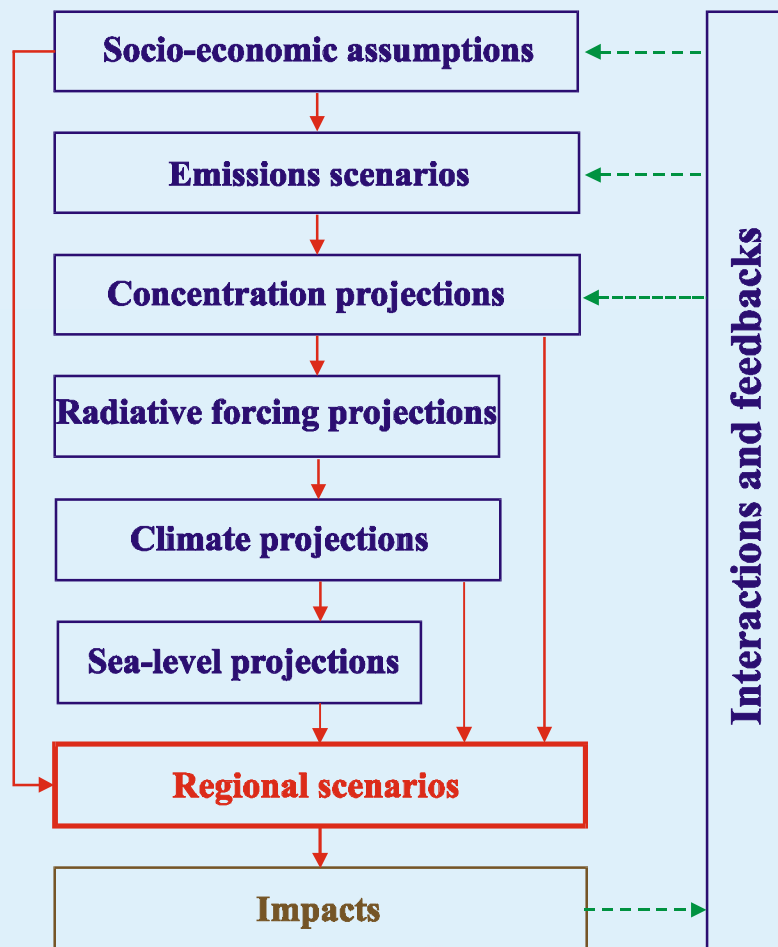 Socio-economic assumptions
Emissions scenarios
Concentration projections
Radiative forcing projections
Climate projections
Sea-level projections
Regional scenarios
Impacts
Interactions and feedbacks